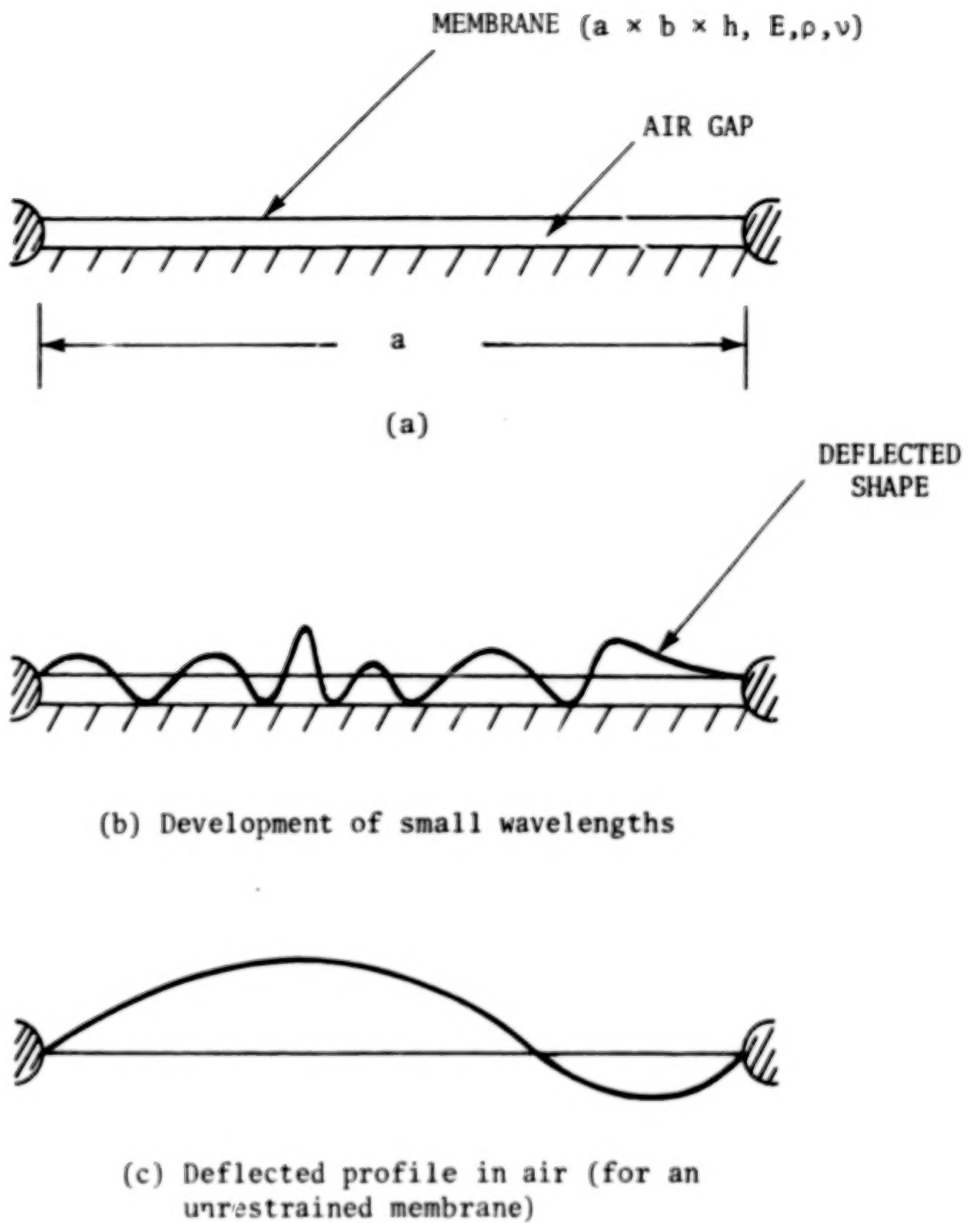 MEMBRANE (a × b × h, E,ρ,ν)
AIR GAP
a
(a)
DEFLECTED
SHAPE
(b) Development of small wavelengths
(c) Deflected profile in air (for an
unrestrained membrane)